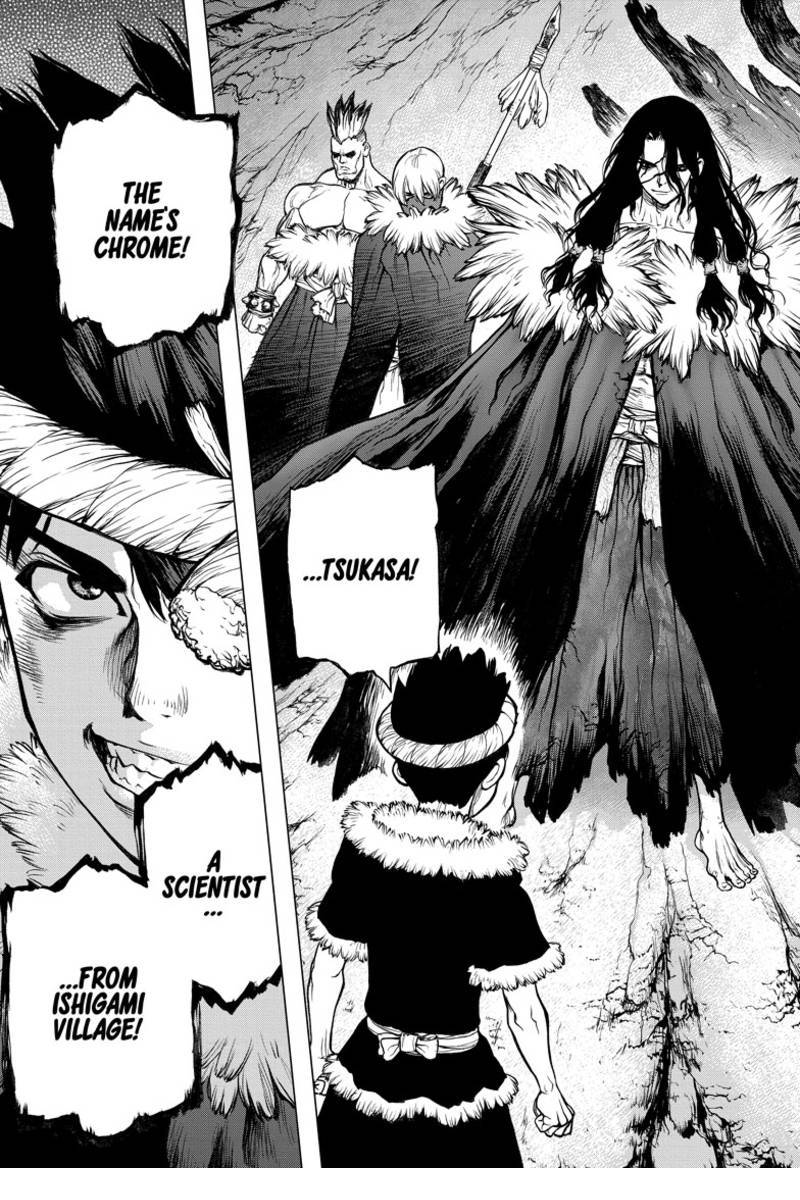 ...TSUKASA!
THE
NAME'S
CHROME!
A
SCIENTIST
...
...FROM
ISHIGAMI
VILLAGE!